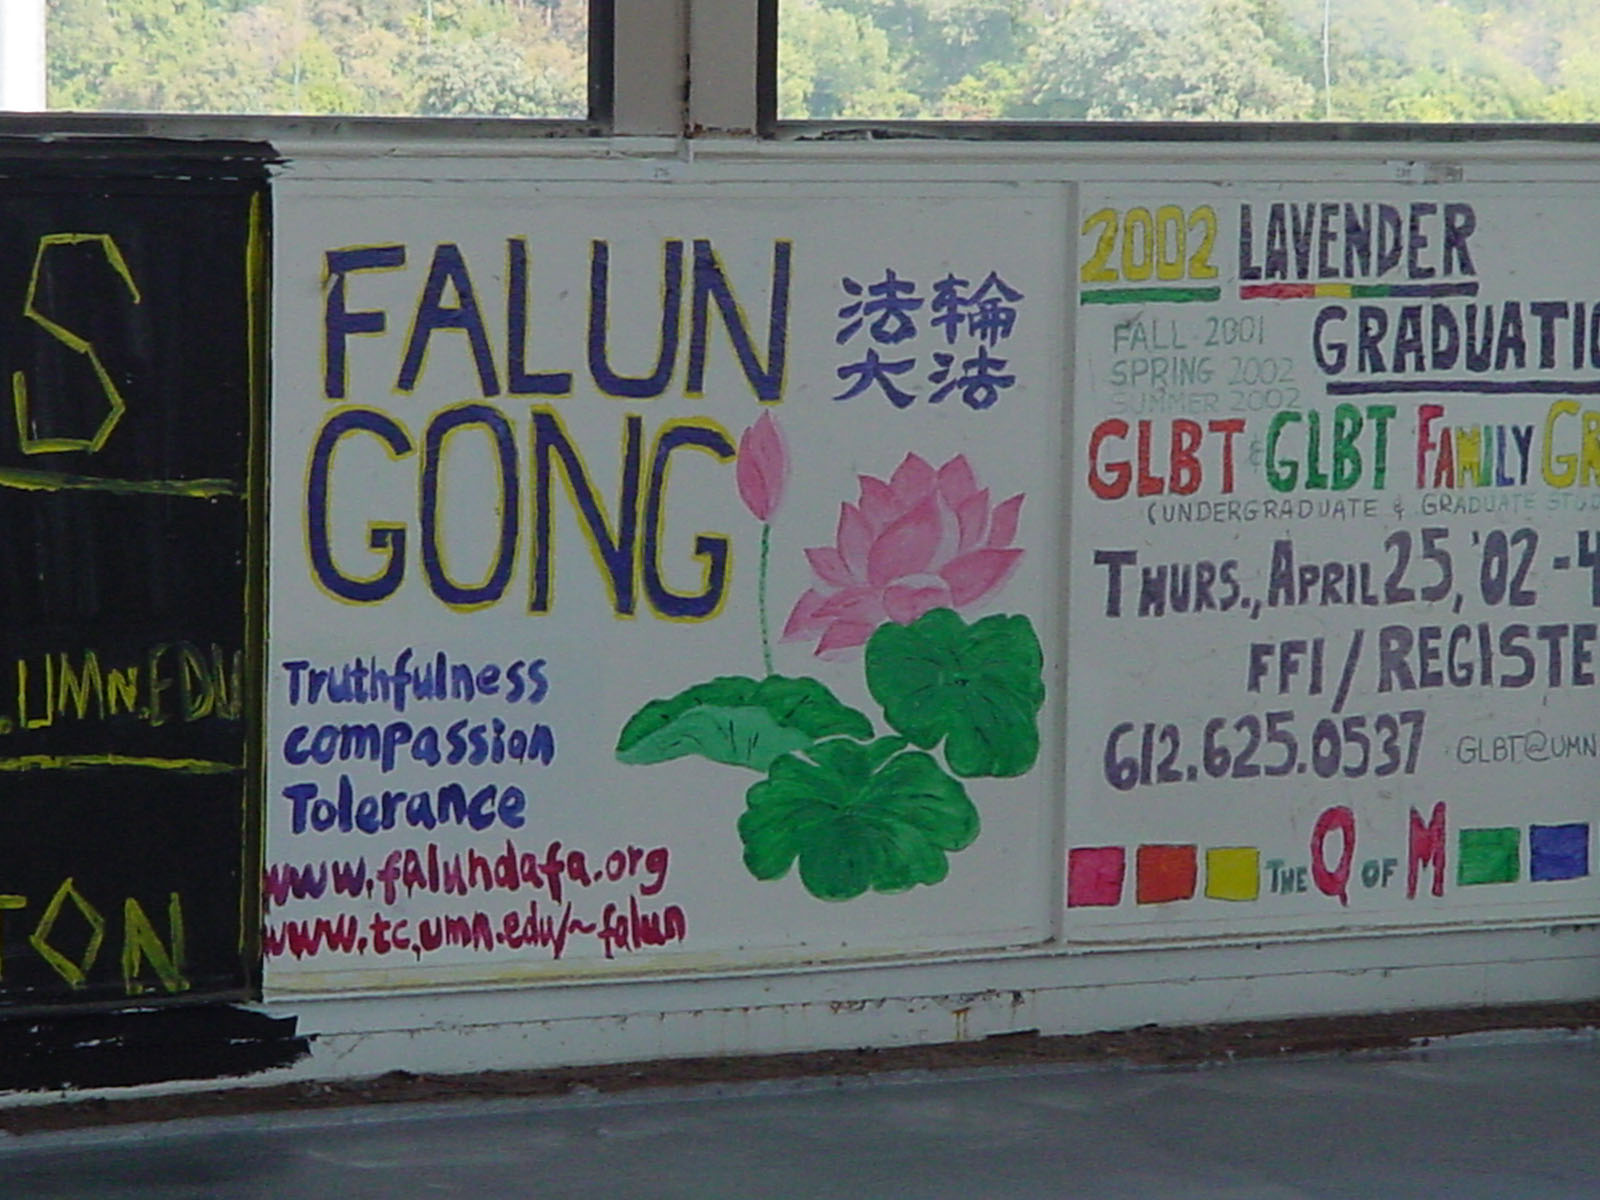 S
.UMN.EDU
TON
FALUN
GONG
法輪
大法
Truthfulness
compassion
Tolerance
www.falundafa.org
www.tc.umn.edu/~falun
2002 LAVENDER
GRADUATIO
FALL 2001
SPRING 2002
SUMMER 2002
GLBT & GLBT FAMILY GR
(UNDERGRADUATE & GRADUATE STUD
THURS., APRIL 25, '02 - 4
FFI / REGISTE
612.625.0537 GLBT@UMN
THE Q OF M